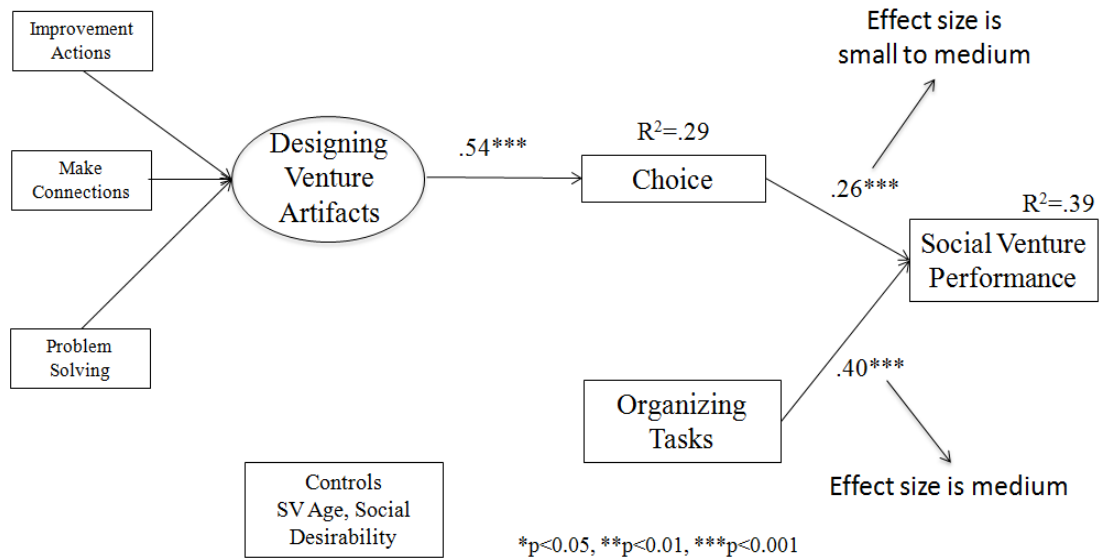 Improvement
Actions
Make
Connections
Problem
Solving
Designing
Venture
Artifacts
.54***
R²=.29
Choice
Effect size is
small to medium
.26***
R²=.39
Social Venture
Performance
.40***
Organizing
Tasks
Effect size is medium
Controls
SV Age, Social
Desirability
*p<0.05, **p<0.01, ***p<0.001